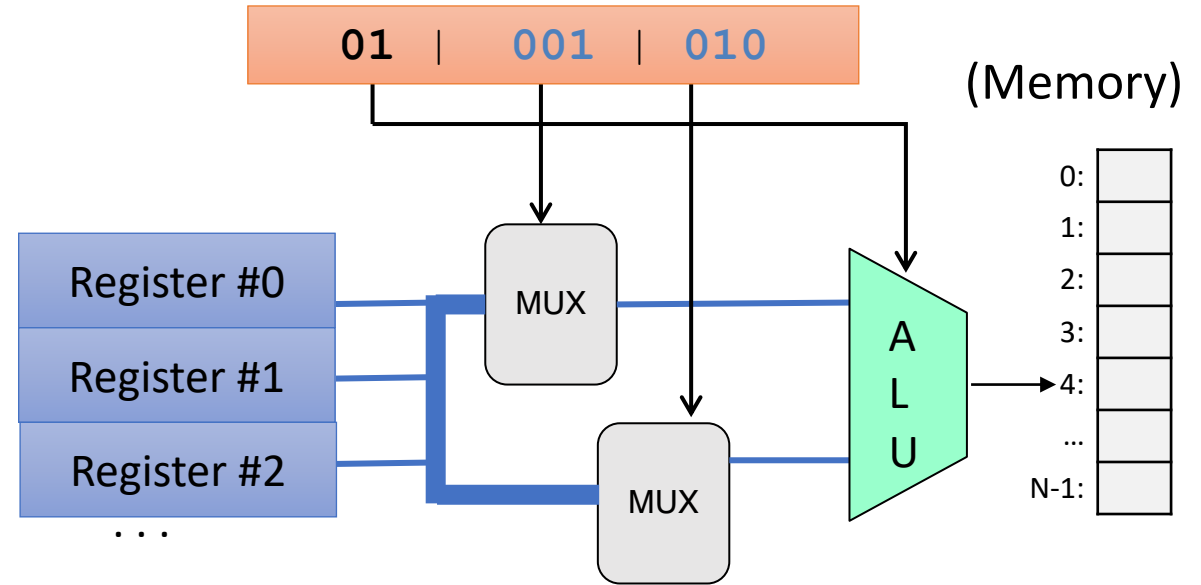 01 | 001 | 010
(Memory)
0:
1:
2:
3:
4:
...
N-1:
Register #0
Register #1
Register #2
. . .
MUX
MUX
A
L
U